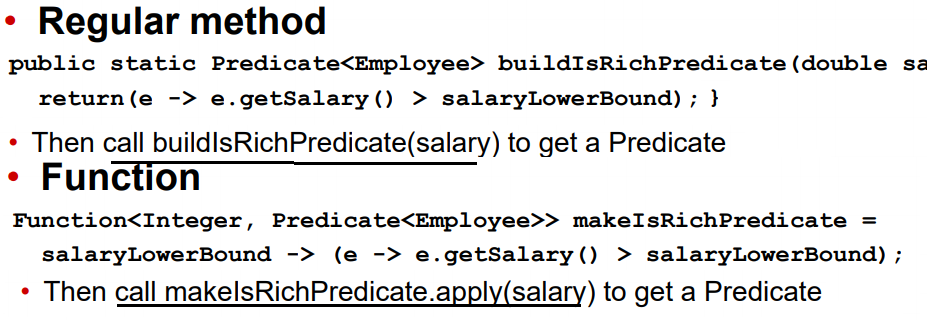 • Regular method
public static Predicate<Employee> buildIsRichPredicate(double sa
return(e -> e.getSalary() > salaryLowerBound); }
• Then call buildIsRichPredicate(salary) to get a Predicate
• Function
Function<Integer, Predicate<Employee>> makeIsRichPredicate =
salaryLowerBound -> (e -> e.getSalary() > salaryLowerBound);
• Then call makeIsRichPredicate.apply(salary) to get a Predicate